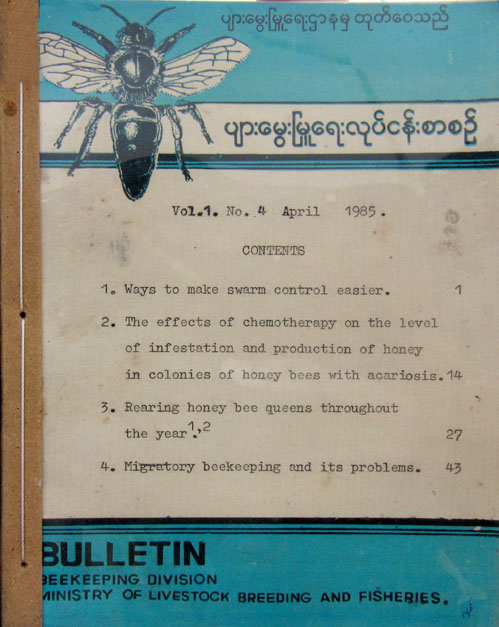 ပျားမွေးမြူရေးဌာနမှ ထုတ်ဝေသည်
ပျားမွေးမြူရေးလုပ်ငန်းစာစဉ်
Vol.1. No. 4 April 1985.
CONTENTS
1. Ways to make swarm control easier. 1
2. The effects of chemotherapy on the level
of infestation and production of honey
in colonies of honey bees with acariosis. 14
3. Rearing honey bee queens throughout
the year1,2 27
4. Migratory beekeeping and its problems. 43
BULLETIN
BEEKEEPING DIVISION
MINISTRY OF LIVESTOCK BREEDING AND FISHERIES.